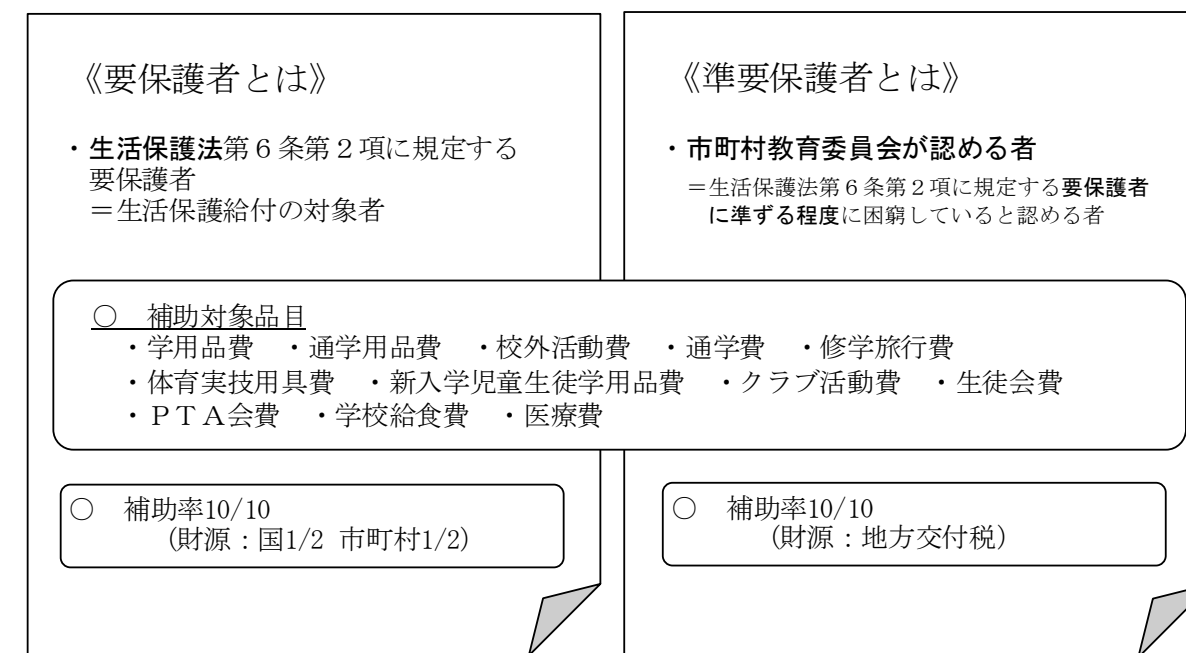 《要保護者とは》
・生活保護法第６条第２項に規定する
要保護者
＝生活保護給付の対象者
《準要保護者とは》
・市町村教育委員会が認める者
＝生活保護法第６条第２項に規定する要保護者
に準ずる程度に困窮していると認める者
○　補助対象品目
・学用品費　・通学用品費　・校外活動費　・通学費　・修学旅行費
・体育実技用具費　・新入学児童生徒学用品費　・クラブ活動費　・生徒会費
・ＰＴＡ会費　・学校給食費　・医療費
○　補助率10/10
(財源：国1/2 市町村1/2)
○　補助率10/10
(財源：地方交付税)